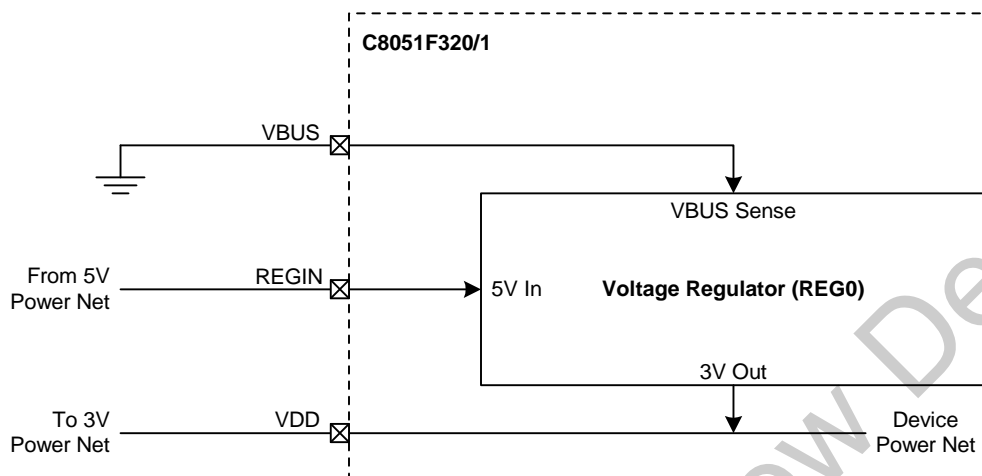 C8051F320/1
VBUS
VBUS Sense
From 5V
Power Net
REGIN
5V In
Voltage Regulator (REG0)
3V Out
To 3V
Power Net
VDD
Device
Power Net